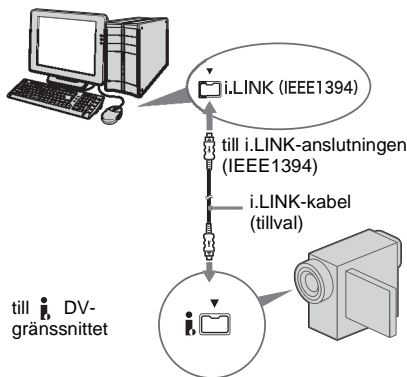 i.LINK (IEEE1394)
till i.LINK-anslutningen
(IEEE1394)
i.LINK-kabel
(tillval)
till i DV-
gränssnittet
i